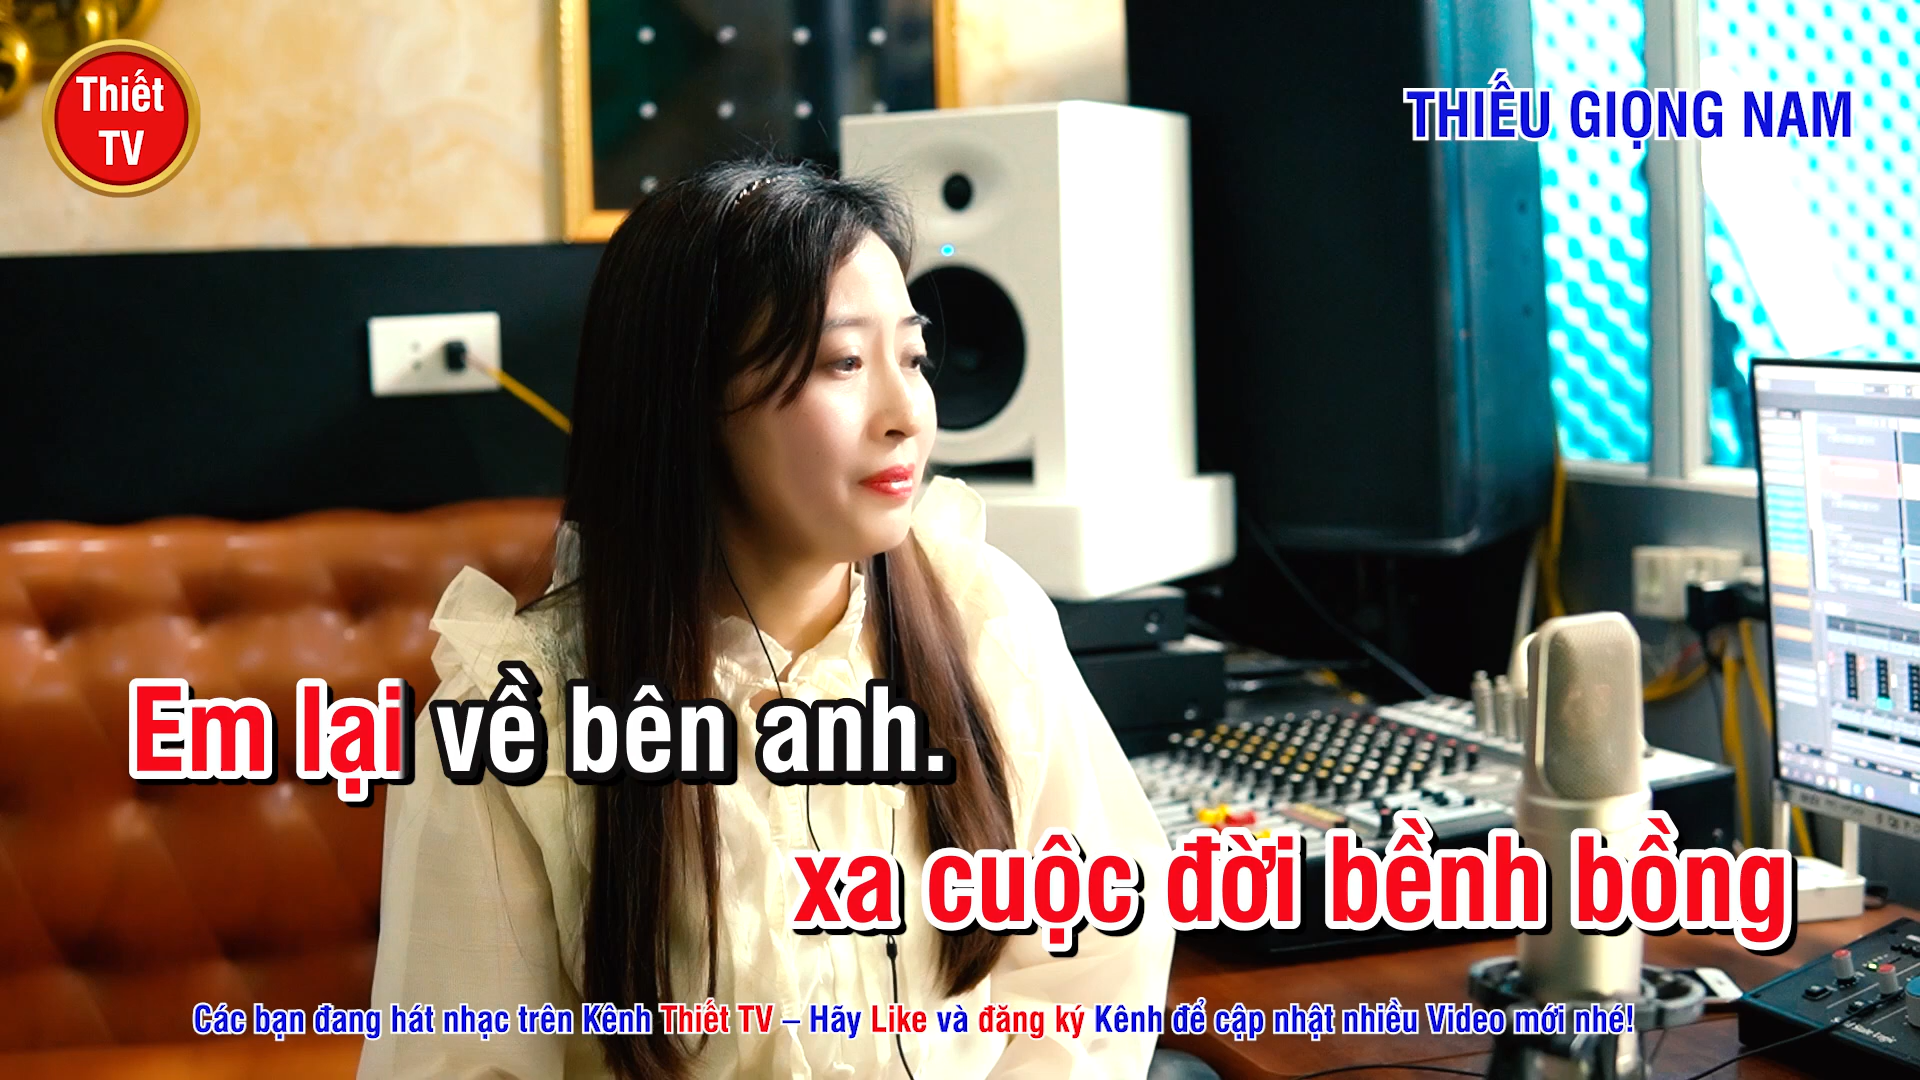 Thiết
TV
THIẾU GIỌNG NAM
Em lại về bên anh.
xa cuộc đời bềnh bồng
Các bạn đang hát nhạc trên Kênh Thiết TV – Hãy Like và đăng ký Kênh để cập nhật nhiều Video mới nhé!